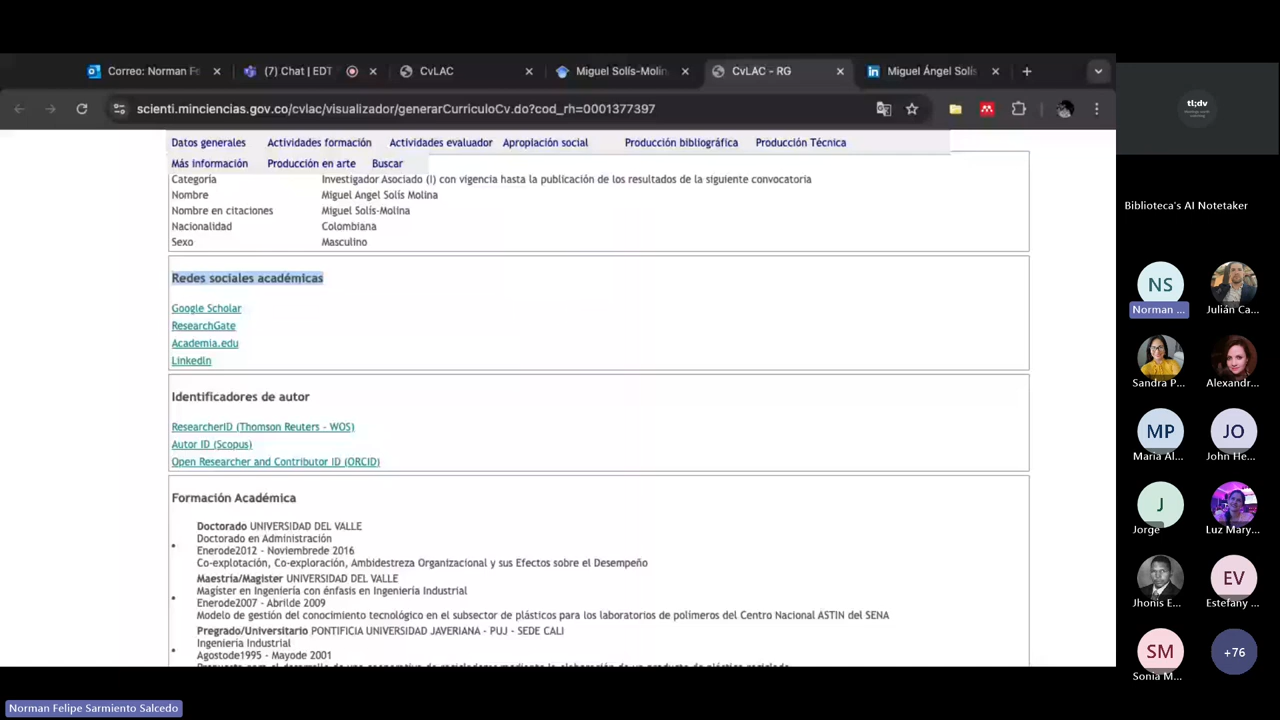 Correo: Norman F
(7) Chat | EDT
CvLAC
Miguel Solís-Molin
CvLAC - RG
Miguel Ángel Solís
scienti.minciencias.gov.co/cvlac/visualizador/generarCurriculoCv.do?cod_rh=0001377397
Datos generales Actividades formación Actividades evaluador Apropiación social Producción bibliográfica Producción Técnica
Más información Producción en arte Buscar
Categoría Investigador Asociado (I) con vigencia hasta la publicación de los resultados de la siguiente convocatoria
Nombre Miguel Angel Solís Molina
Nombre en citaciones Miguel Solís-Molina
Nacionalidad Colombiana
Sexo Masculino
Redes sociales académicas
Google Scholar
ResearchGate
Academia.edu
LinkedIn
Identificadores de autor
ResearcherID (Thomson Reuters - WOS)
Autor ID (Scopus)
Open Researcher and Contributor ID (ORCID)
Formación Académica
Doctorado UNIVERSIDAD DEL VALLE
Doctorado en Administración
Enerode2012 - Noviembrede 2016
Co-explotación, Co-exploración, Ambidestreza Organizacional y sus Efectos sobre el Desempeño
Maestría/Magister UNIVERSIDAD DEL VALLE
Magíster en Ingeniería con énfasis en Ingeniería Industrial
Enerode2007 - Abrilde 2009
Modelo de gestión del conocimiento tecnológico en el subsector de plásticos para los laboratorios de polímeros del Centro Nacional ASTIN del SENA
Pregrado/Universitario PONTIFICIA UNIVERSIDAD JAVERIANA - PUJ - SEDE CALI
Ingeniería Industrial
Agostode1995 - Mayode 2001
tl;dv
Biblioteca's AI Notetaker
NS
Norman ...
Julián Ca...
Sandra P...
Alexandr...
MP
Maria Al...
JO
John He...
J
Jorge
Luz Mary...
Jhonis E...
EV
Estefany ...
SM
Sonia M...
+76
Norman Felipe Sarmiento Salcedo